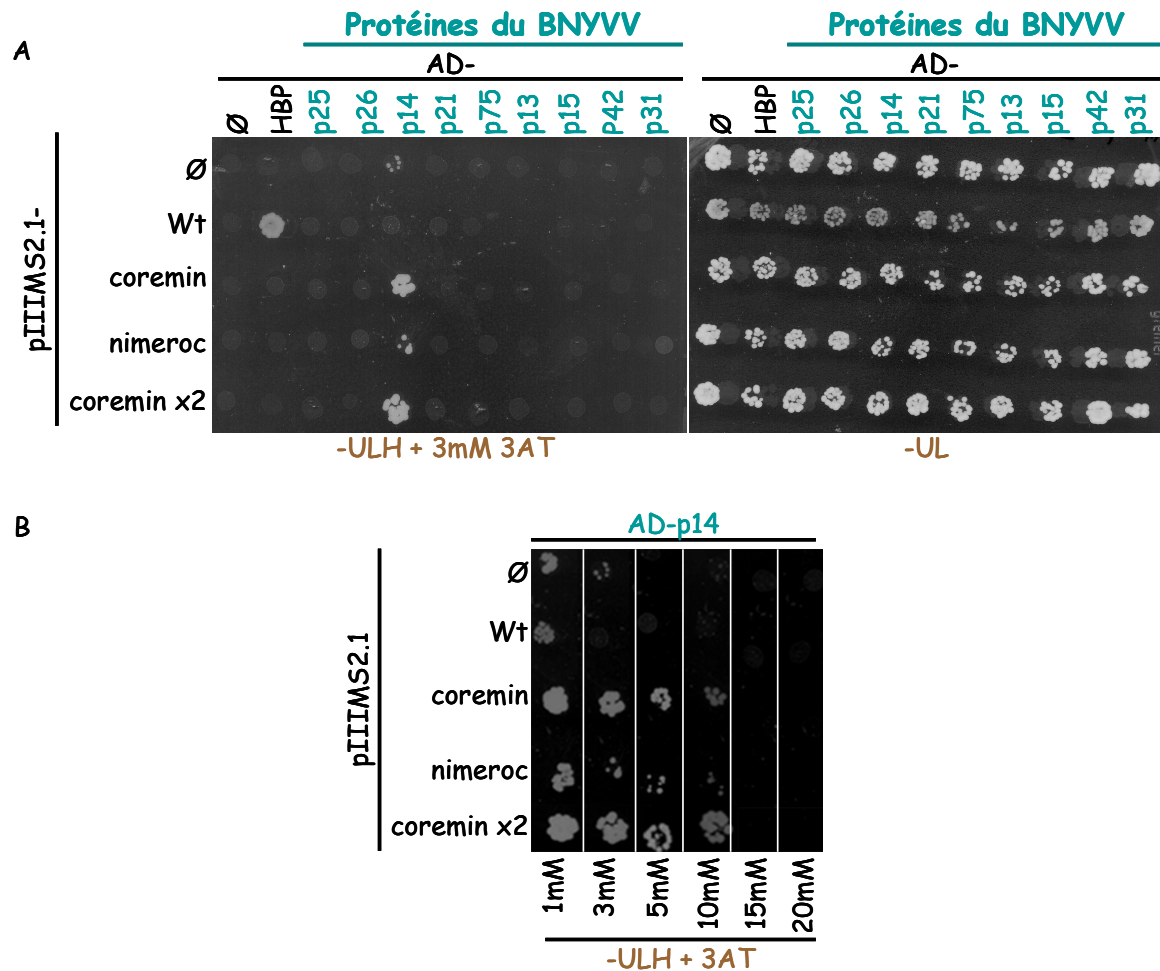 A
Protéines du BNYVV
Protéines du BNYVV
AD-
AD-
Ø HBP p25 p26 p14 p21 p75 p13 p15 P42 p31
Ø HBP p25 p26 p14 p21 p75 p13 p15 p42 p31
pIIIMS2.1-
Ø
Wt
coremin
nimeroc
coremin x2
-ULH + 3mM 3AT
-UL
B
AD-p14
pIIIMS2.1
Ø
Wt
coremin
nimeroc
coremin x2
1mM 3mM 5mM 10mM 15mM 20mM
-ULH + 3AT